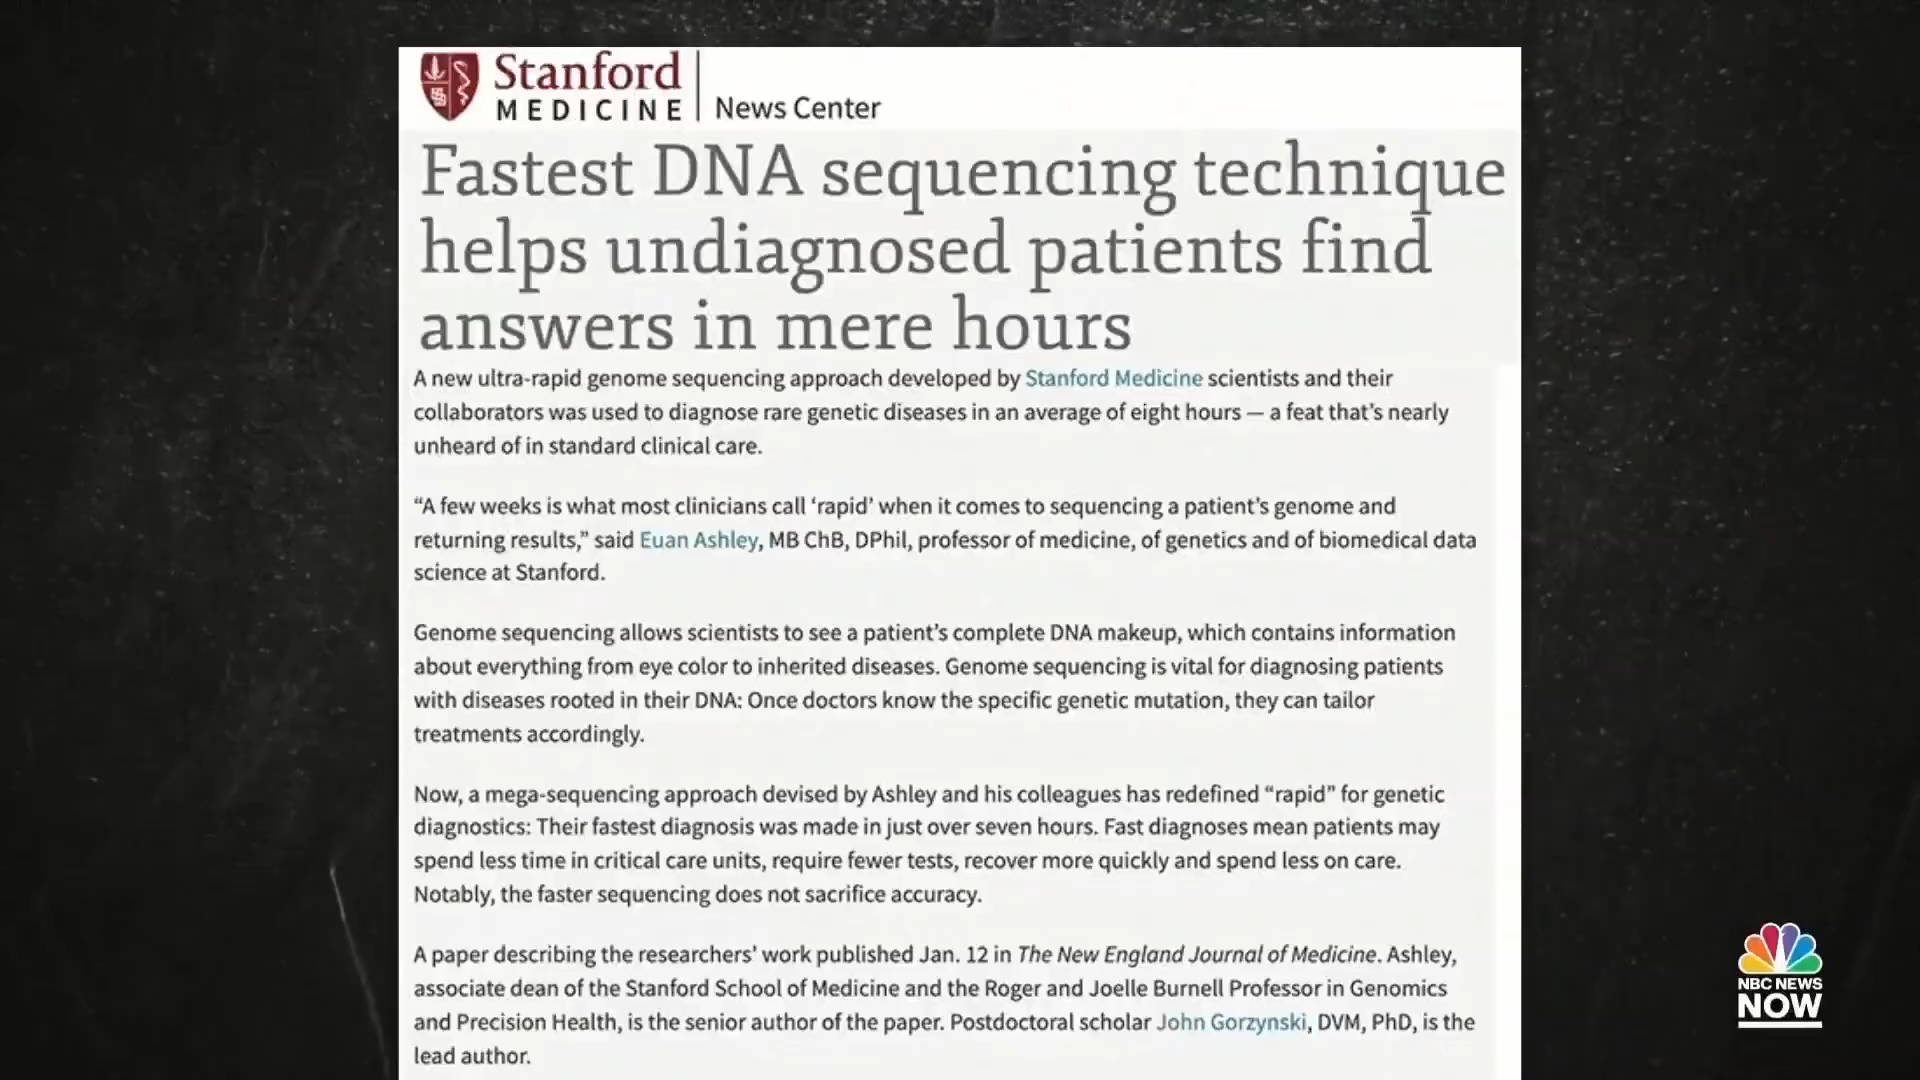 Stanford
MEDICINE
News Center
Fastest DNA sequencing technique
helps undiagnosed patients find
answers in mere hours
A new ultra-rapid genome sequencing approach developed by Stanford Medicine scientists and their
collaborators was used to diagnose rare genetic diseases in an average of eight hours — a feat that’s nearly
unheard of in standard clinical care.
“A few weeks is what most clinicians call ‘rapid’ when it comes to sequencing a patient’s genome and
returning results,” said Euan Ashley, MB ChB, DPhil, professor of medicine, of genetics and of biomedical data
science at Stanford.
Genome sequencing allows scientists to see a patient’s complete DNA makeup, which contains information
about everything from eye color to inherited diseases. Genome sequencing is vital for diagnosing patients
with diseases rooted in their DNA: Once doctors know the specific genetic mutation, they can tailor
treatments accordingly.
Now, a mega-sequencing approach devised by Ashley and his colleagues has redefined “rapid” for genetic
diagnostics: Their fastest diagnosis was made in just over seven hours. Fast diagnoses mean patients may
spend less time in critical care units, require fewer tests, recover more quickly and spend less on care.
Notably, the faster sequencing does not sacrifice accuracy.
A paper describing the researchers’ work published Jan. 12 in The New England Journal of Medicine. Ashley,
associate dean of the Stanford School of Medicine and the Roger and Joelle Burnell Professor in Genomics
and Precision Health, is the senior author of the paper. Postdoctoral scholar John Gorzynski, DVM, PhD, is the
lead author.
NBC NEWS
NOW